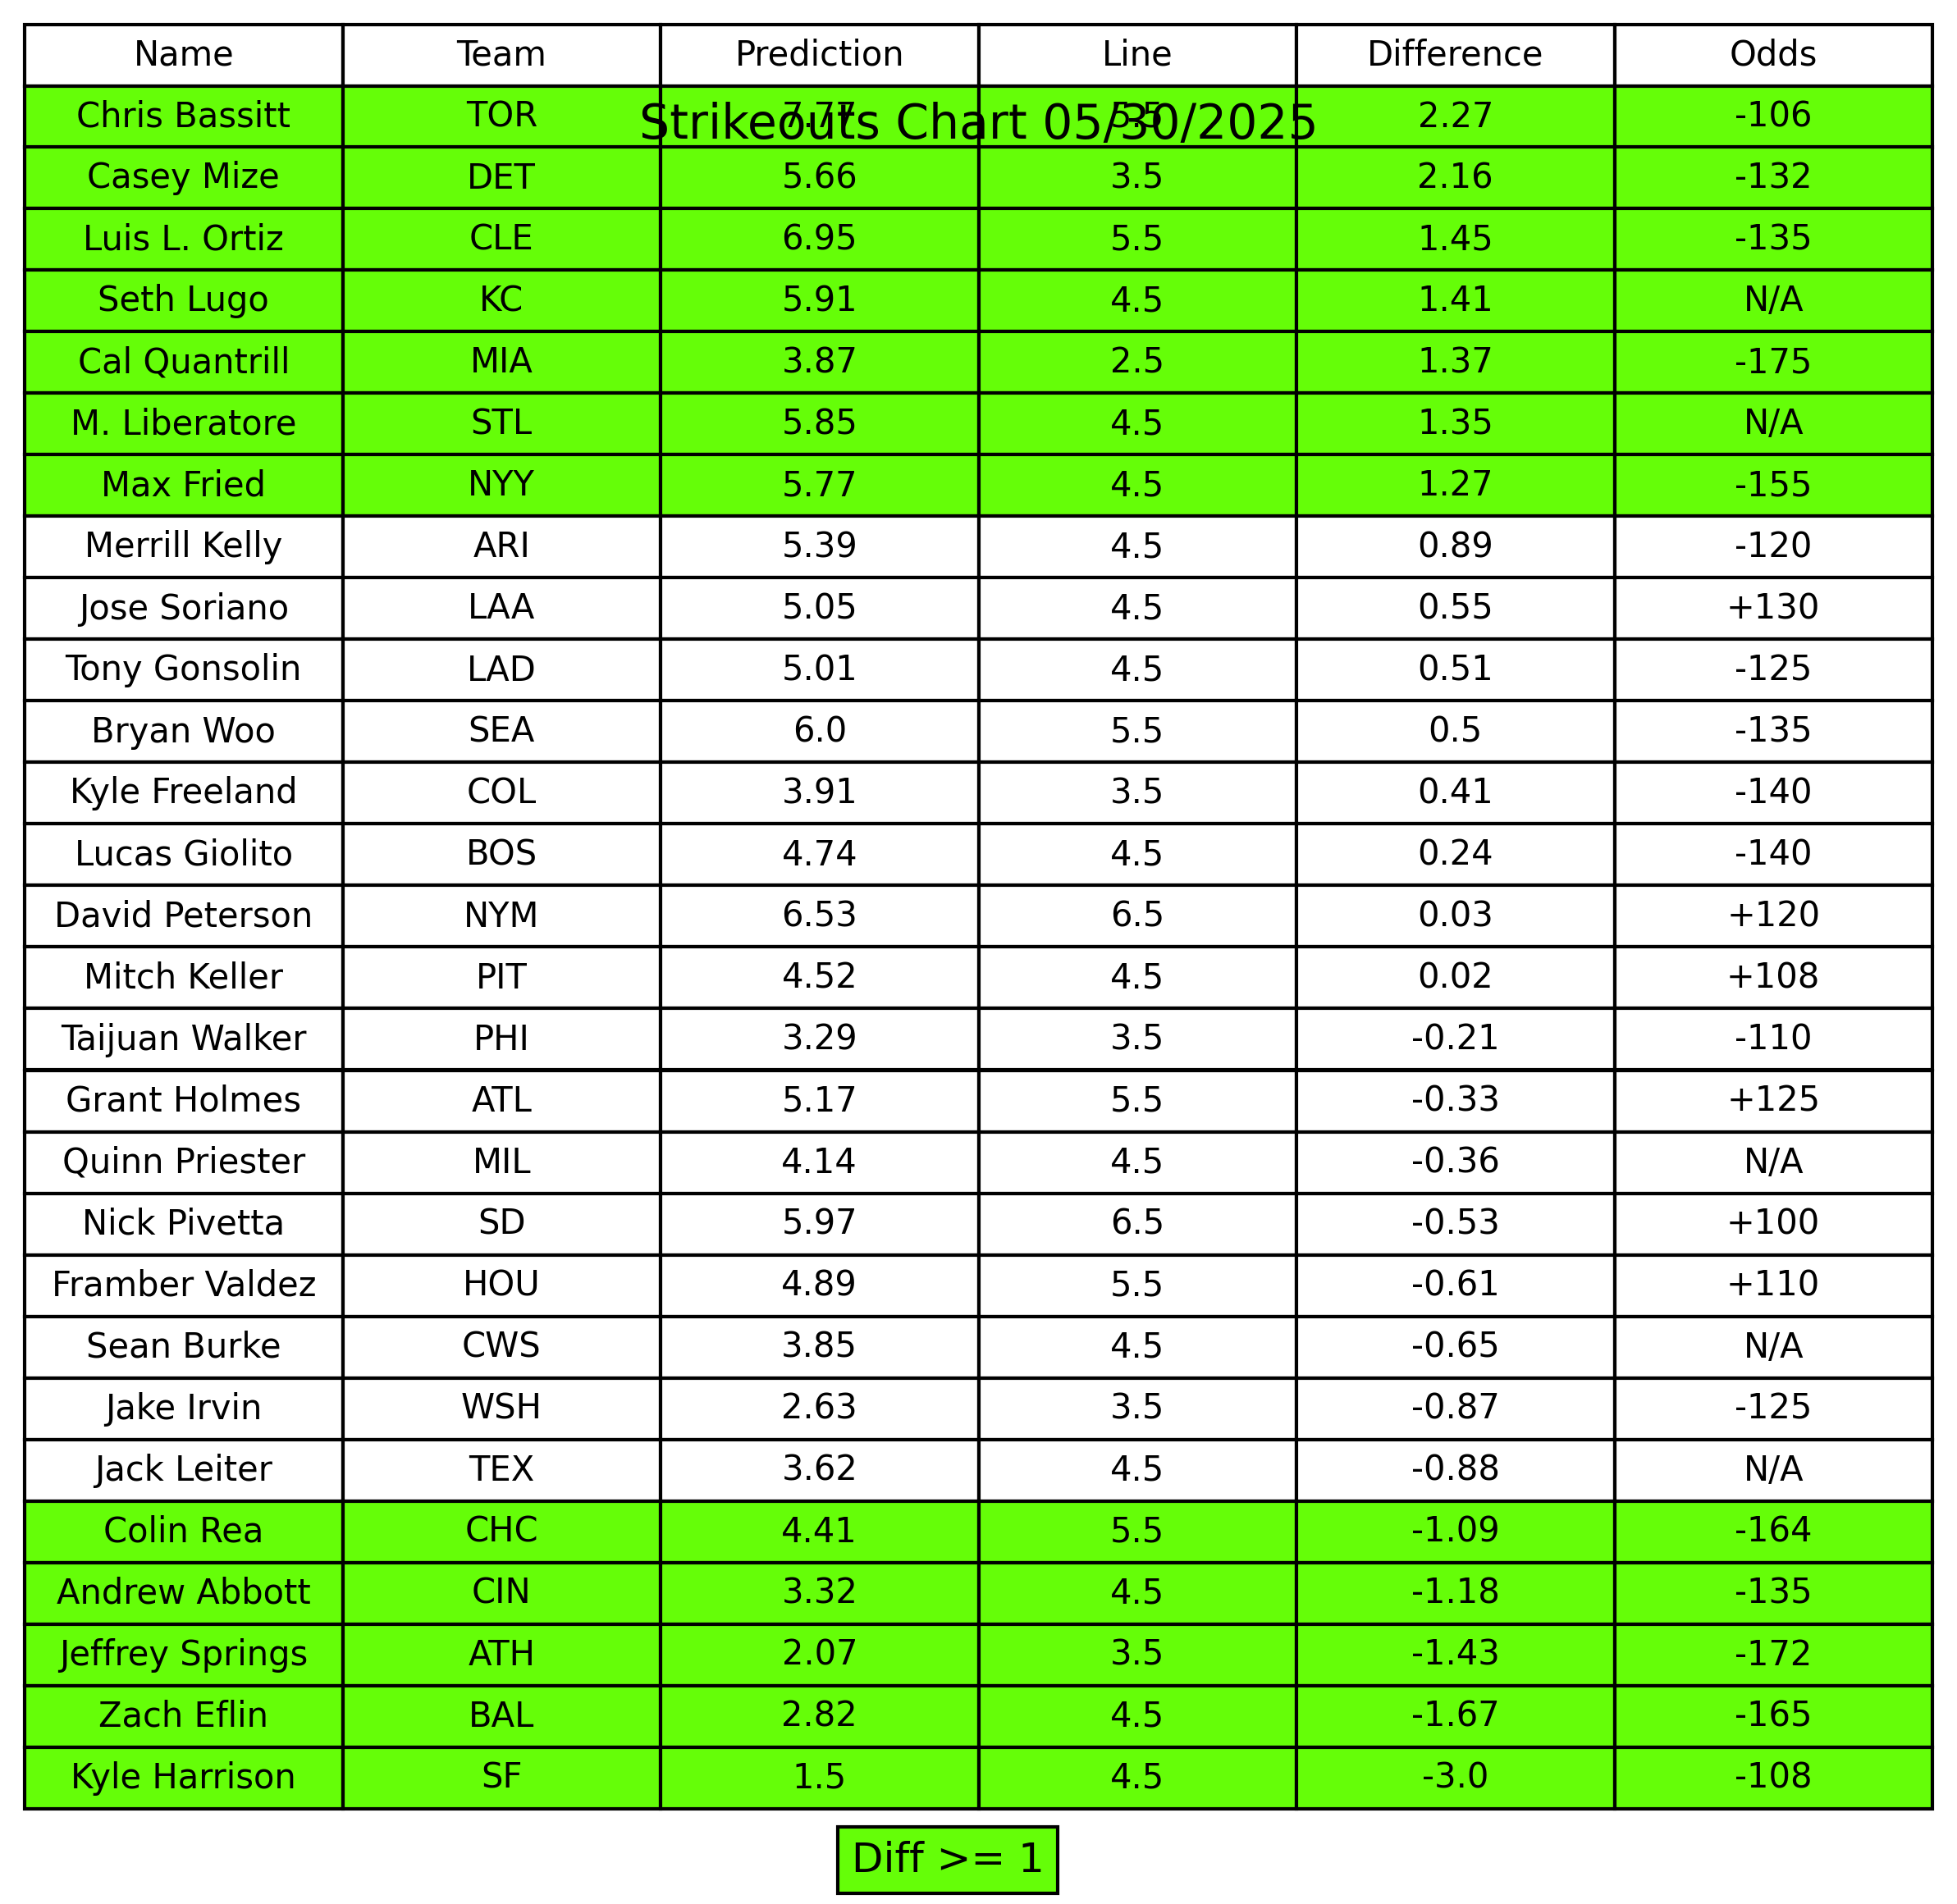 Name Team Prediction Line Difference Odds
Strikeouts Chart 05/30/2025
Chris Bassitt TOR 7.77 5.5 2.27 -106
Casey Mize DET 5.66 3.5 2.16 -132
Luis L. Ortiz CLE 6.95 5.5 1.45 -135
Seth Lugo KC 5.91 4.5 1.41 N/A
Cal Quantrill MIA 3.87 2.5 1.37 -175
M. Liberatore STL 5.85 4.5 1.35 N/A
Max Fried NYY 5.77 4.5 1.27 -155
Merrill Kelly ARI 5.39 4.5 0.89 -120
Jose Soriano LAA 5.05 4.5 0.55 +130
Tony Gonsolin LAD 5.01 4.5 0.51 -125
Bryan Woo SEA 6.0 5.5 0.5 -135
Kyle Freeland COL 3.91 3.5 0.41 -140
Lucas Giolito BOS 4.74 4.5 0.24 -140
David Peterson NYM 6.53 6.5 0.03 +120
Mitch Keller PIT 4.52 4.5 0.02 +108
Taijuan Walker PHI 3.29 3.5 -0.21 -110
Grant Holmes ATL 5.17 5.5 -0.33 +125
Quinn Priester MIL 4.14 4.5 -0.36 N/A
Nick Pivetta SD 5.97 6.5 -0.53 +100
Framber Valdez HOU 4.89 5.5 -0.61 +110
Sean Burke CWS 3.85 4.5 -0.65 N/A
Jake Irvin WSH 2.63 3.5 -0.87 -125
Jack Leiter TEX 3.62 4.5 -0.88 N/A
Colin Rea CHC 4.41 5.5 -1.09 -164
Andrew Abbott CIN 3.32 4.5 -1.18 -135
Jeffrey Springs ATH 2.07 3.5 -1.43 -172
Zach Eflin BAL 2.82 4.5 -1.67 -165
Kyle Harrison SF 1.5 4.5 -3.0 -108
Diff >= 1